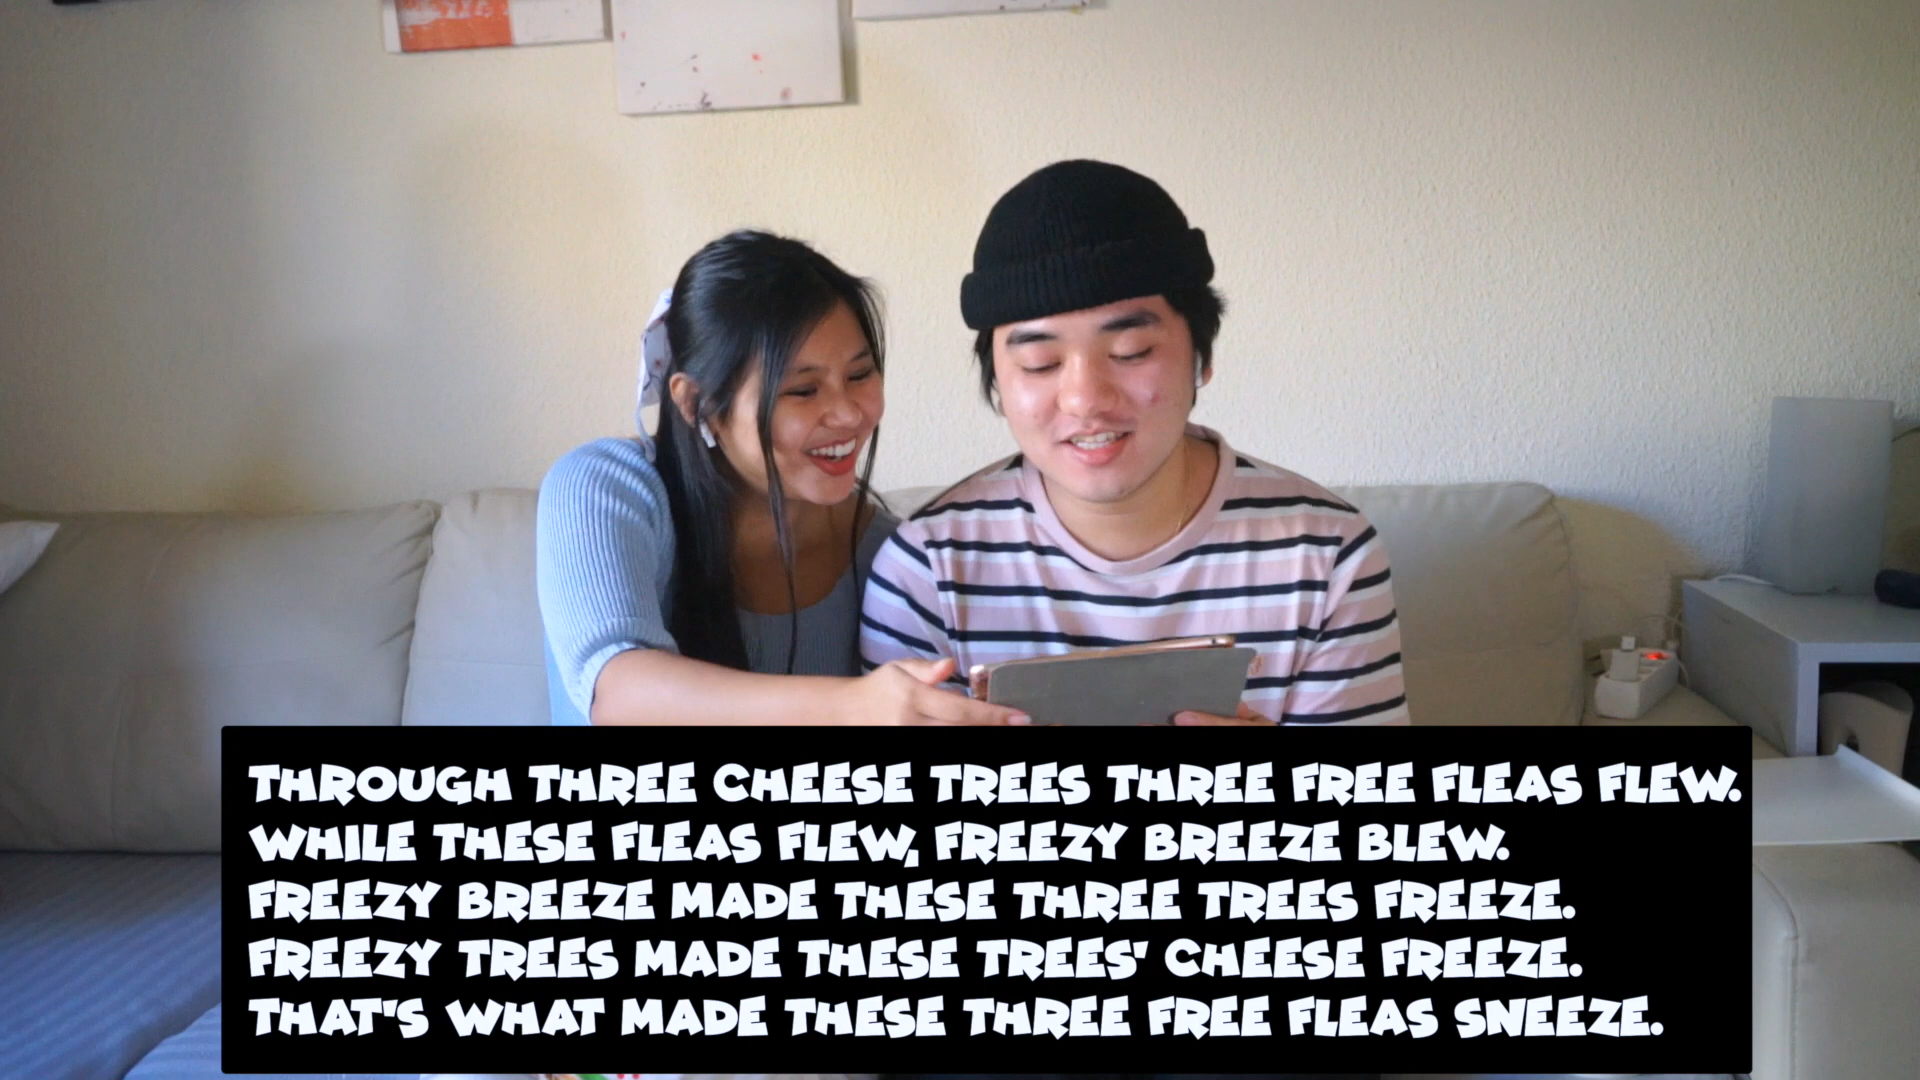 THROUGH THREE CHEESE TREES THREE FREE FLEAS FLEW.
WHILE THESE FLEAS FLEW, FREEZY BREEZE BLEW.
FREEZY BREEZE MADE THESE THREE TREES FREEZE.
FREEZY TREES MADE THESE TREES' CHEESE FREEZE.
THAT'S WHAT MADE THESE THREE FREE FLEAS SNEEZE.